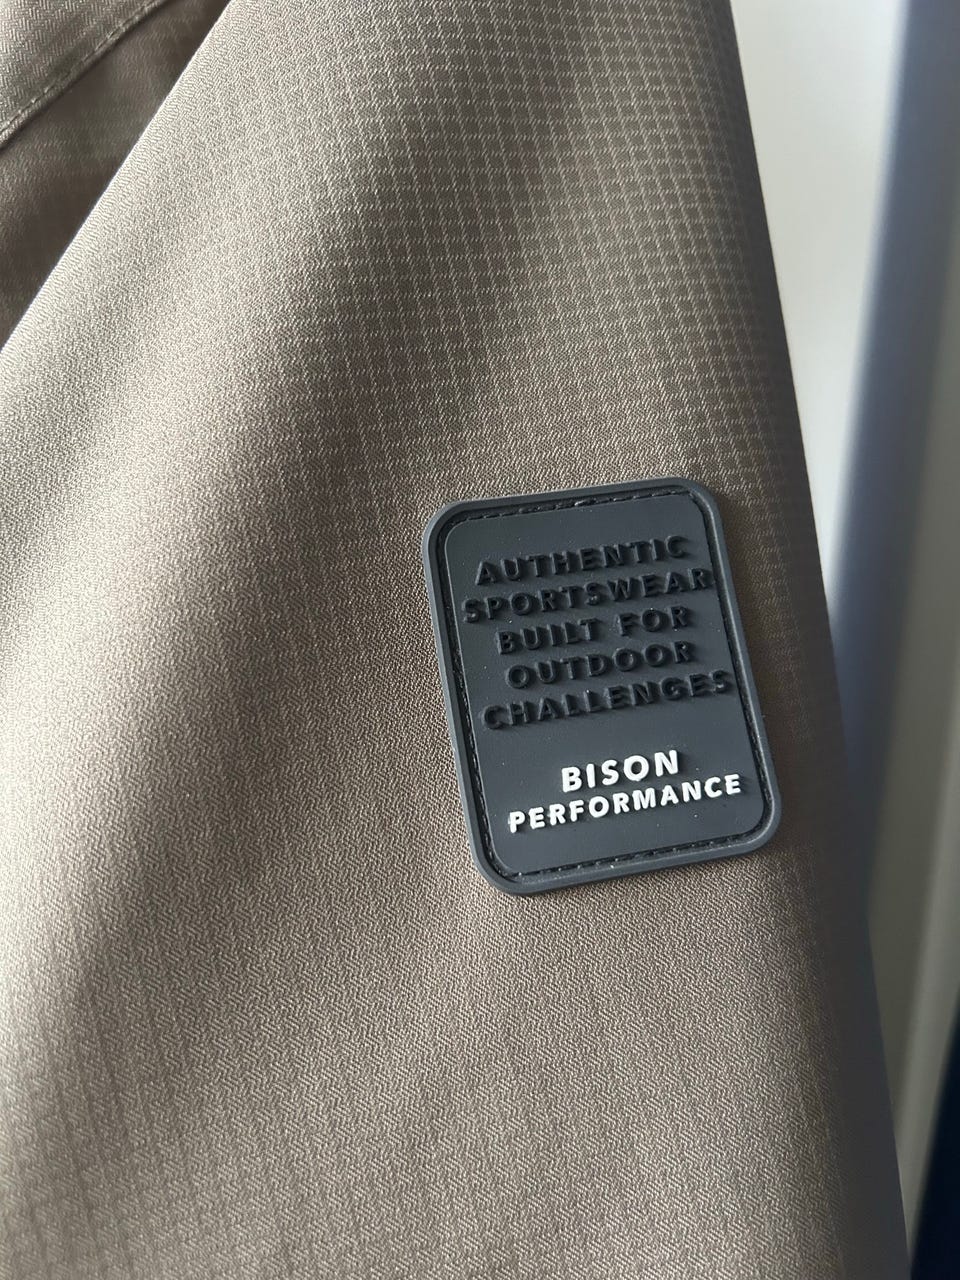 AUTHENTIC
SPORTSWEAR
BUILT FOR
OUTDOOR
CHALLENGES
BISON
PERFORMANCE